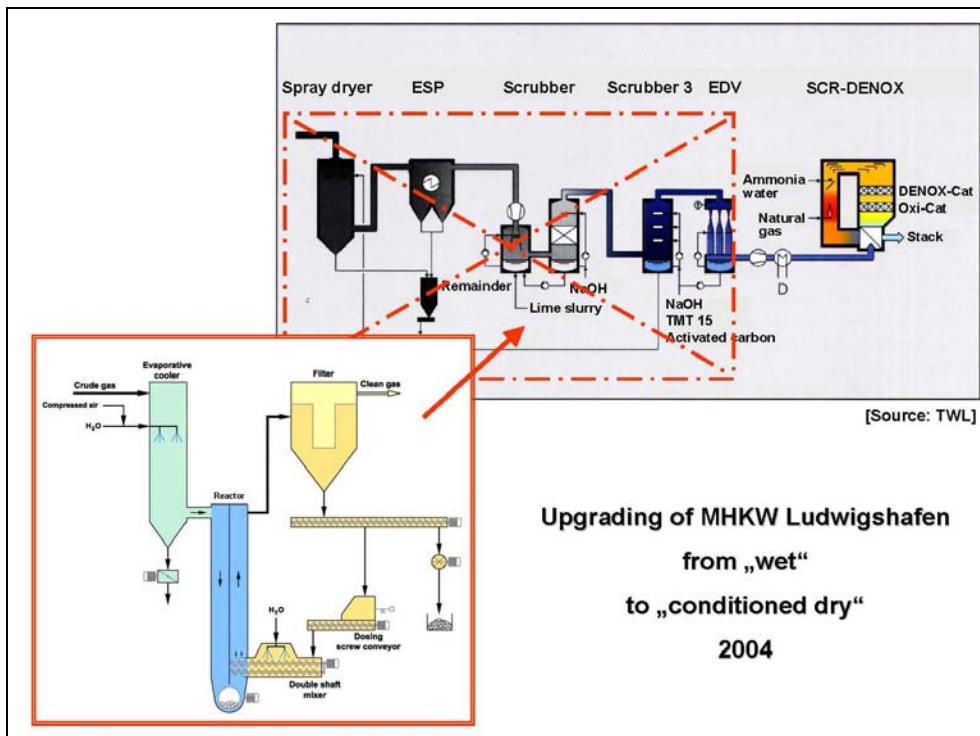 Spray dryer ESP Scrubber Scrubber 3 EDV SCR-DENOX
Ammonia
water
Natural
gas
DENOX-Cat
Oxi-Cat
Stack
Remainder
NaOH
Lime slurry
NaOH
TMT 15
Activated carbon
D
[Source: TWL]
Evaporative
cooler
Crude gas
Compressed air
H₂O
Filter
Clean gas
Reactor
H₂O
Dosing
screw conveyor
Double shaft
mixer
Upgrading of MHKW Ludwigshafen
from „wet“
to „conditioned dry“
2004